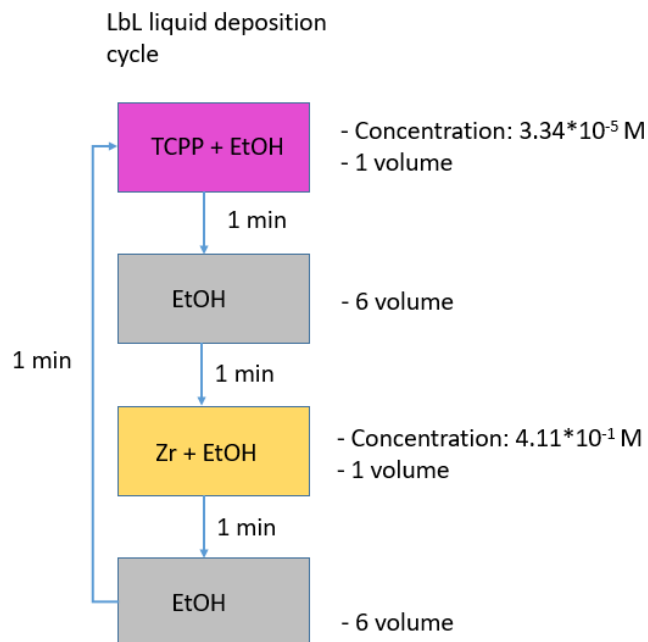 LbL liquid deposition
cycle
TCPP + EtOH
- Concentration: 3.34*10⁻⁵ M
- 1 volume
1 min
EtOH
- 6 volume
1 min
1 min
Zr + EtOH
- Concentration: 4.11*10⁻¹ M
- 1 volume
1 min
EtOH
- 6 volume